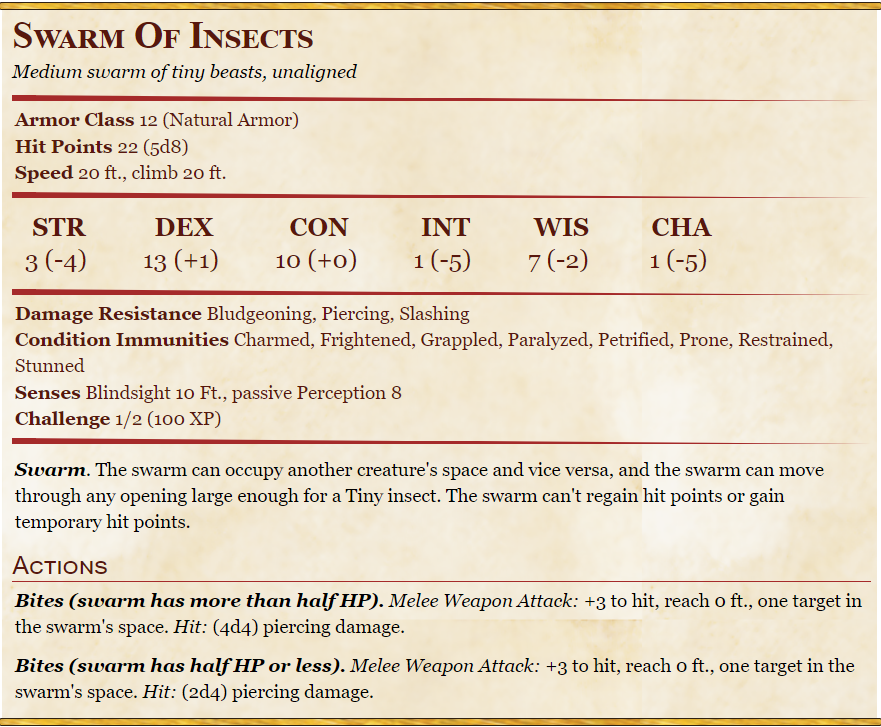 Swarm Of Insects
Medium swarm of tiny beasts, unaligned
Armor Class 12 (Natural Armor)
Hit Points 22 (5d8)
Speed 20 ft., climb 20 ft.
STR DEX CON INT WIS CHA
3 (-4) 13 (+1) 10 (+0) 1 (-5) 7 (-2) 1 (-5)
Damage Resistance Bludgeoning, Piercing, Slashing
Condition Immunities Charmed, Frightened, Grappled, Paralyzed, Petrified, Prone, Restrained,
Stunned
Senses Blindsight 10 Ft., passive Perception 8
Challenge 1/2 (100 XP)
Swarm. The swarm can occupy another creature's space and vice versa, and the swarm can move
through any opening large enough for a Tiny insect. The swarm can't regain hit points or gain
temporary hit points.
Actions
Bites (swarm has more than half HP). Melee Weapon Attack: +3 to hit, reach 0 ft., one target in
the swarm's space. Hit: (4d4) piercing damage.
Bites (swarm has half HP or less). Melee Weapon Attack: +3 to hit, reach 0 ft., one target in the
swarm's space. Hit: (2d4) piercing damage.